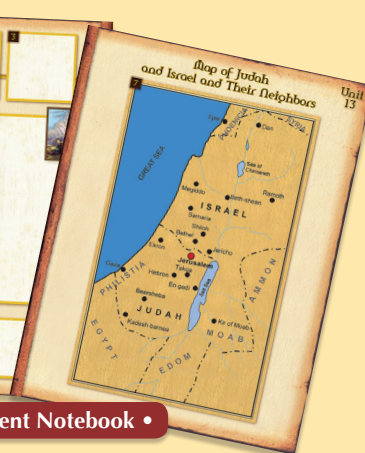 3
Map of Judah
and Israel and Their Neighbors
Unit
13
7
Tyre
PHOENICIA
SYRIA
Dan
GREAT SEA
Sea of
Chinnereth
Megiddo
Beth-shean
Ramoth
ISRAEL
Samaria
Shiloh
Bethel
Ekron
Jericho
Jerusalem
Gaza
Tekoa
PHILISTIA
Hebron
En-gedi
Salt Sea
AMMON
Beersheba
JUDAH
Kadesh-barnea
Kir of Moab
MOAB
EGYPT
EDOM
ent Notebook •